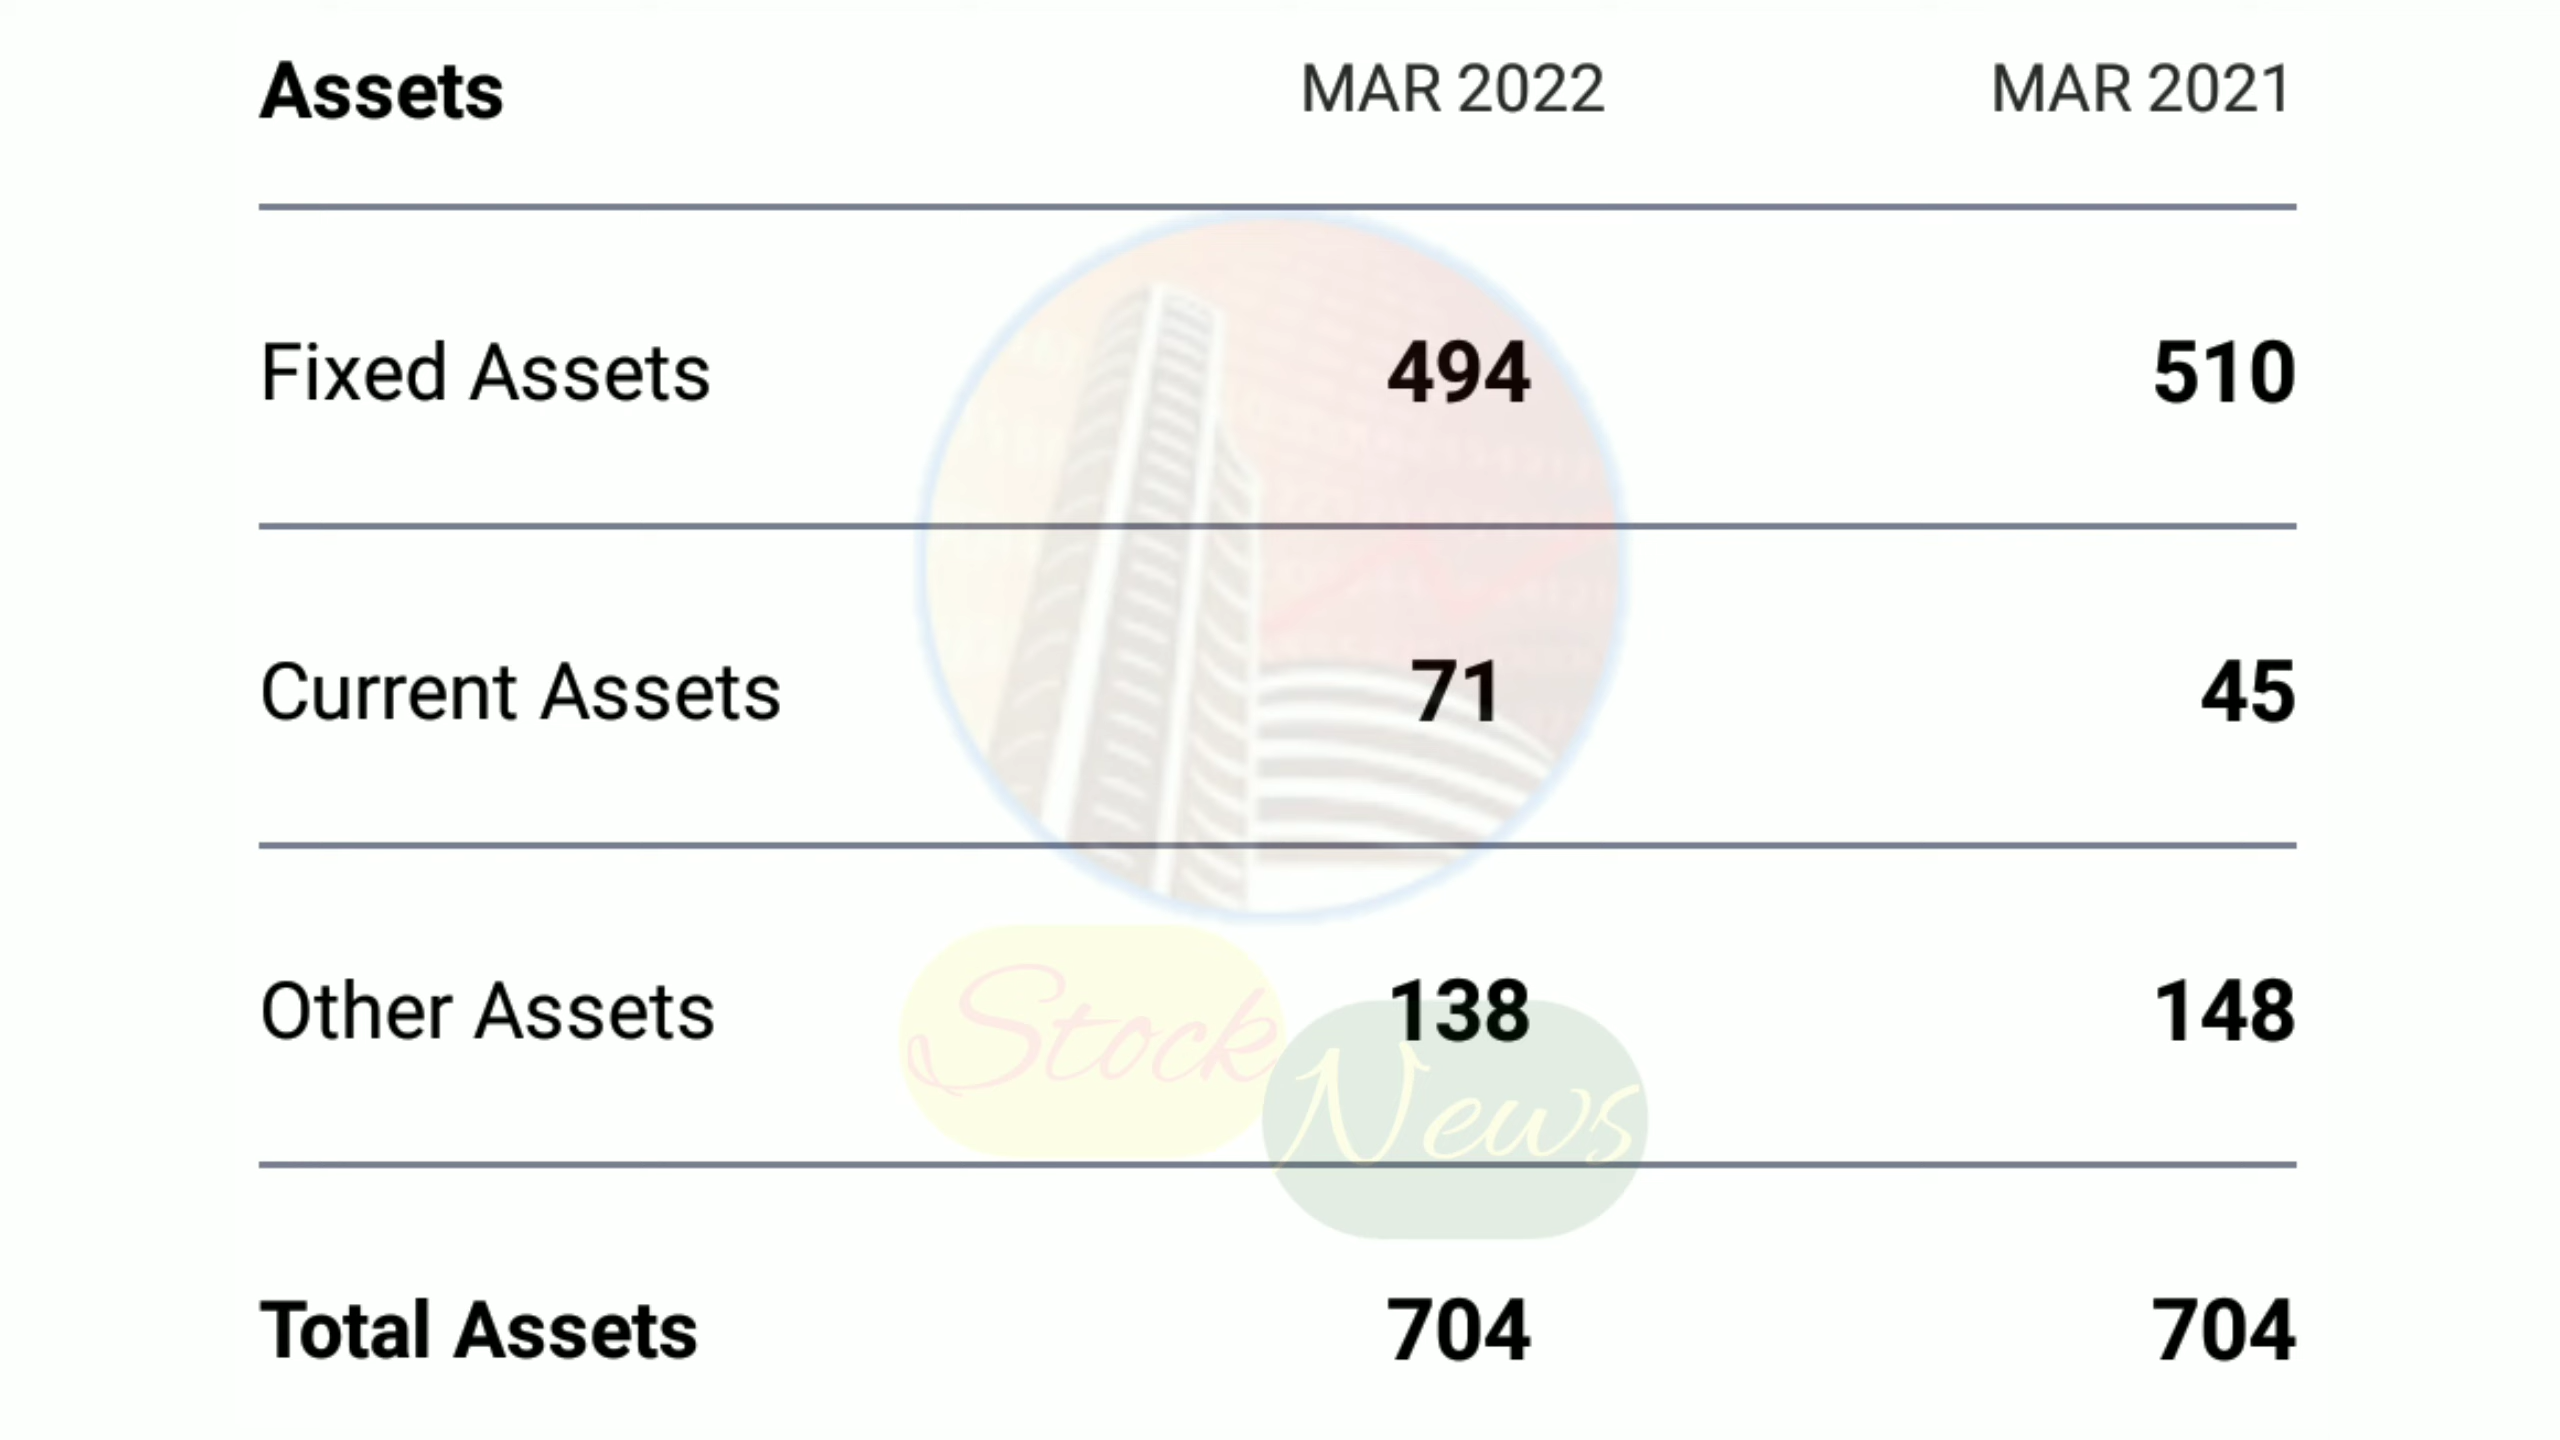 Assets MAR 2022 MAR 2021
Fixed Assets 494 510
Current Assets 71 45
Other Assets 138 148
Stock
News
Total Assets 704 704